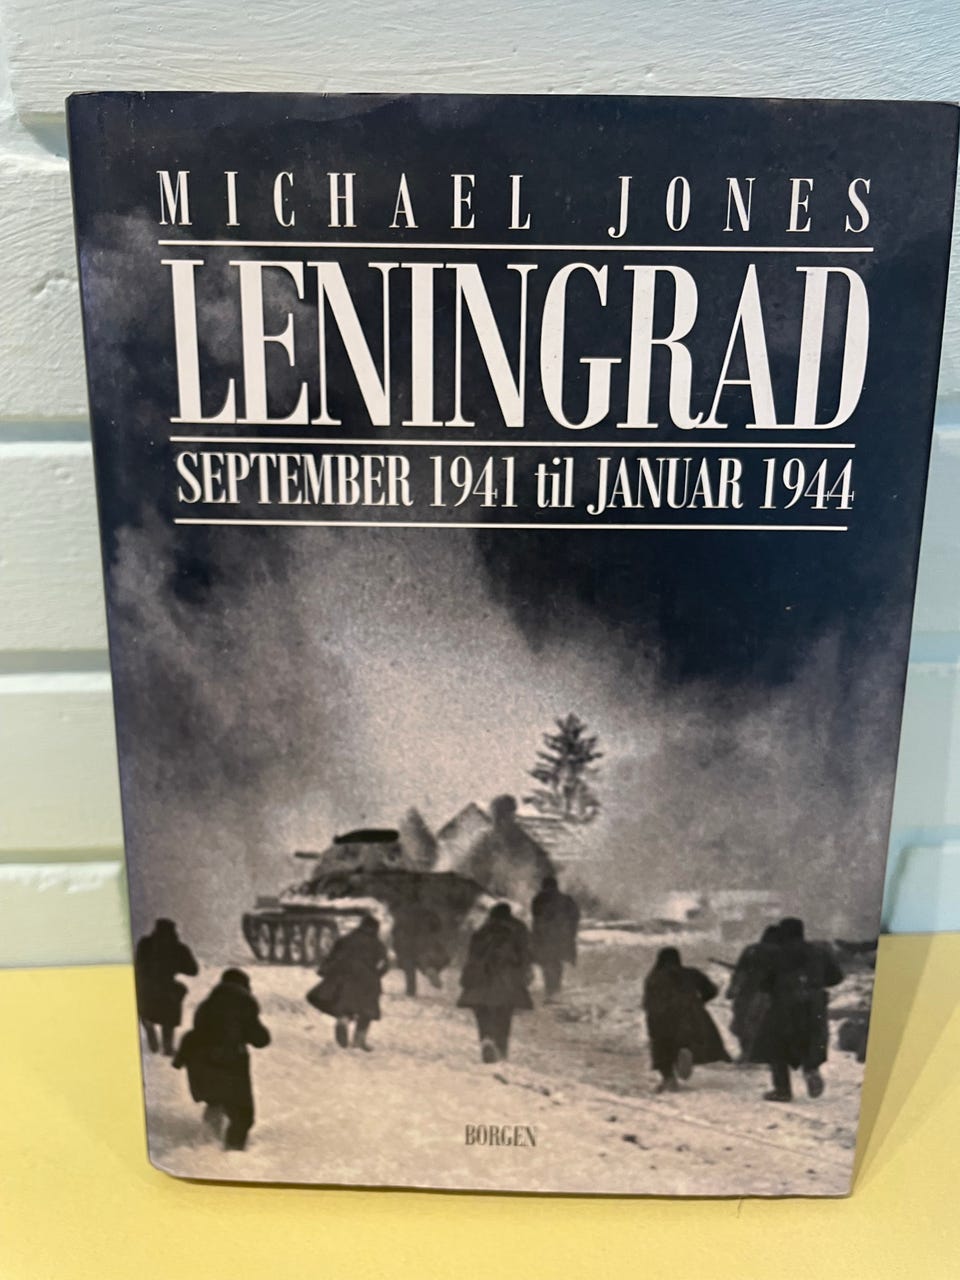 MICHAEL JONES
LENINGRAD
SEPTEMBER 1941 til JANUAR 1944
BORGEN